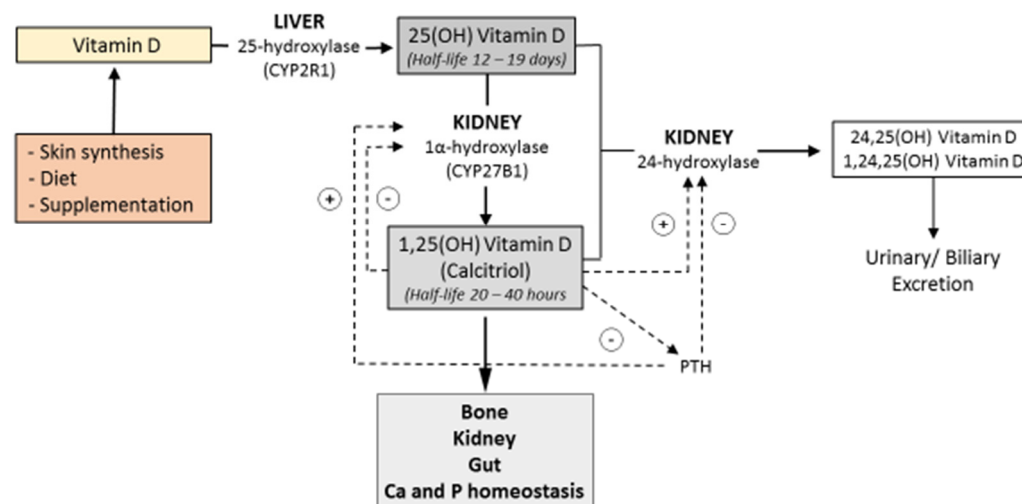 Vitamin D
LIVER
25-hydroxylase
(CYP2R1)
25(OH) Vitamin D
(Half-life 12 – 19 days)
- Skin synthesis
- Diet
- Supplementation
KIDNEY
1α-hydroxylase
(CYP27B1)
KIDNEY
24-hydroxylase
24,25(OH) Vitamin D
1,24,25(OH) Vitamin D
+
-
+
-
1,25(OH) Vitamin D
(Calcitriol)
(Half-life 20 – 40 hours
Urinary/ Biliary
Excretion
-
PTH
Bone
Kidney
Gut
Ca and P homeostasis